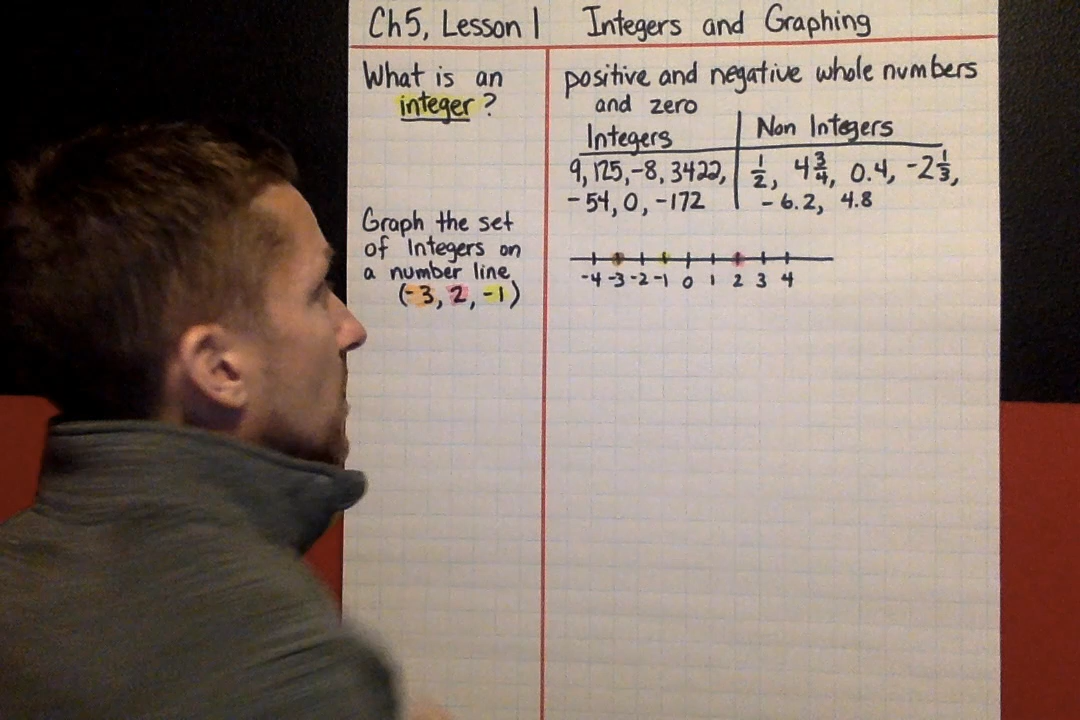 Ch5, Lesson 1 Integers and Graphing
What is an
integer?
positive and negative whole numbers
and zero
Integers
9, 125, -8, 3422,
-54, 0, -172
Non Integers
1/2, 4 3/4, 0.4, -2 1/3,
-6.2, 4.8
Graph the set
of Integers on
a number line
(-3, 2, -1)
-4 -3 -2 -1 0 1 2 3 4